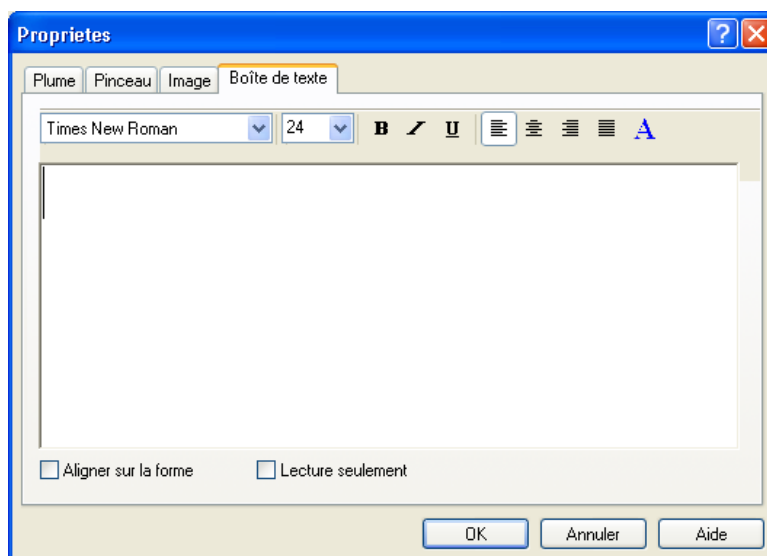 Proprietes
Plume Pinceau Image Boîte de texte
Times New Roman 24 B I U A
Aligner sur la forme Lecture seulement
OK Annuler Aide